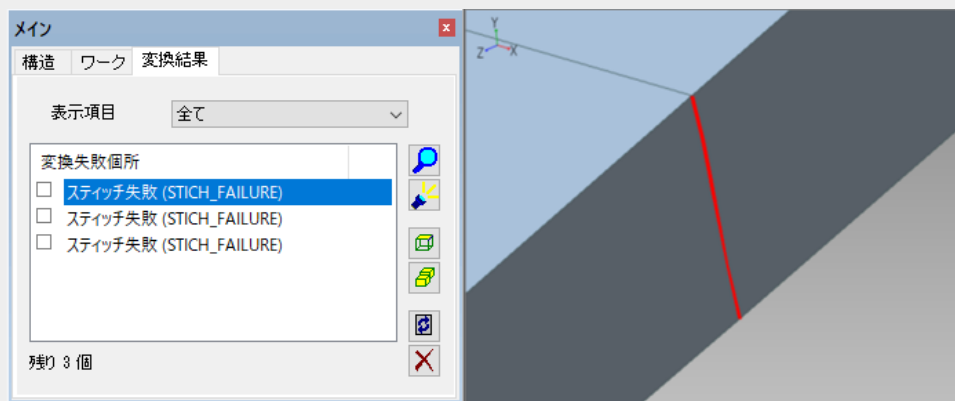 メイン
構造 ワーク 変換結果
表示項目 全て
変換失敗個所
スティッチ失敗 (STICH_FAILURE)
スティッチ失敗 (STICH_FAILURE)
スティッチ失敗 (STICH_FAILURE)
残り 3 個
Y
Z X